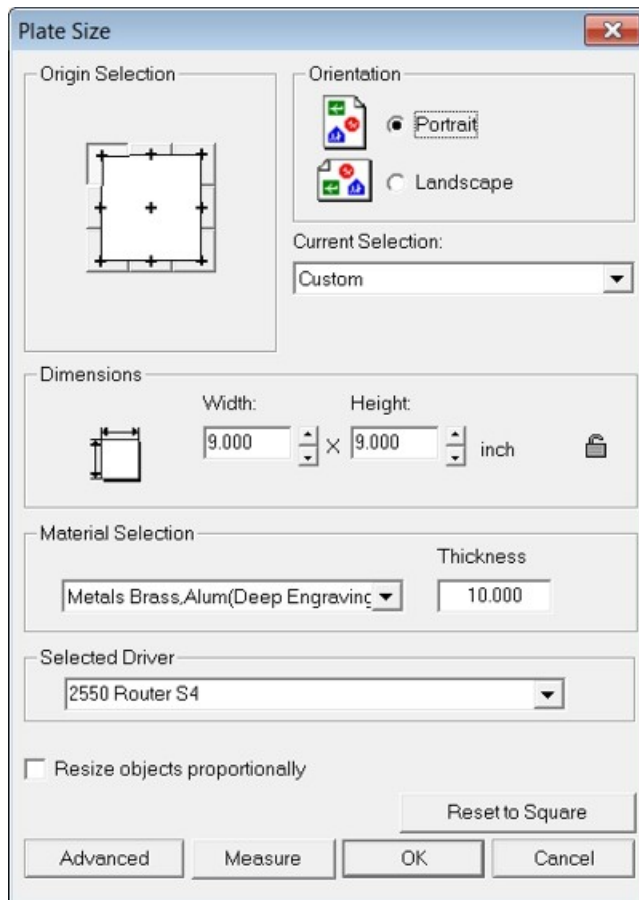 Plate Size
Origin Selection
Orientation
Portrait
Landscape
Current Selection:
Custom
Dimensions
Width:
Height:
9.000
X
9.000
inch
Material Selection
Thickness
Metals Brass,Alum(Deep Engraving
10.000
Selected Driver
2550 Router S4
Resize objects proportionally
Reset to Square
Advanced
Measure
OK
Cancel